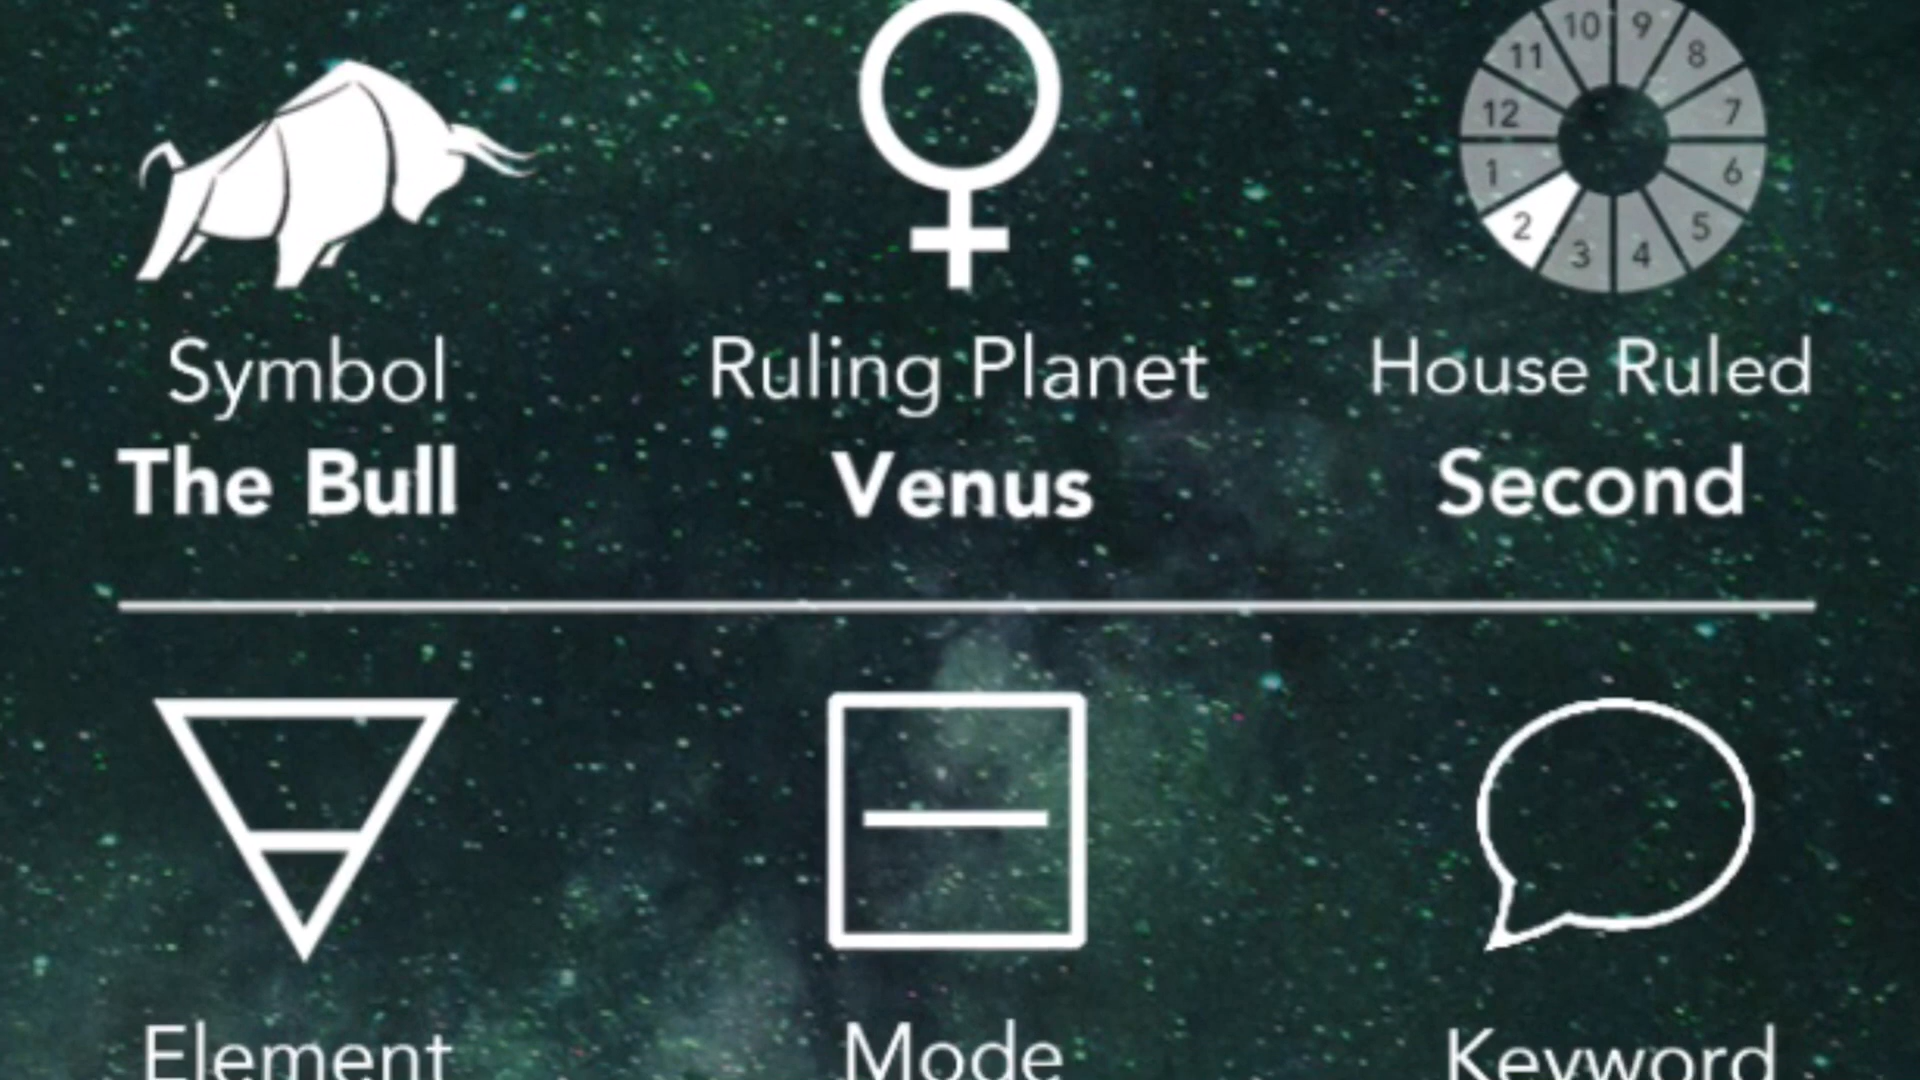 10 9
11 8
12 7
1 6
2 5
3 4
Symbol
Ruling Planet
House Ruled
The Bull
Venus
Second
Element
Mode
Keyword